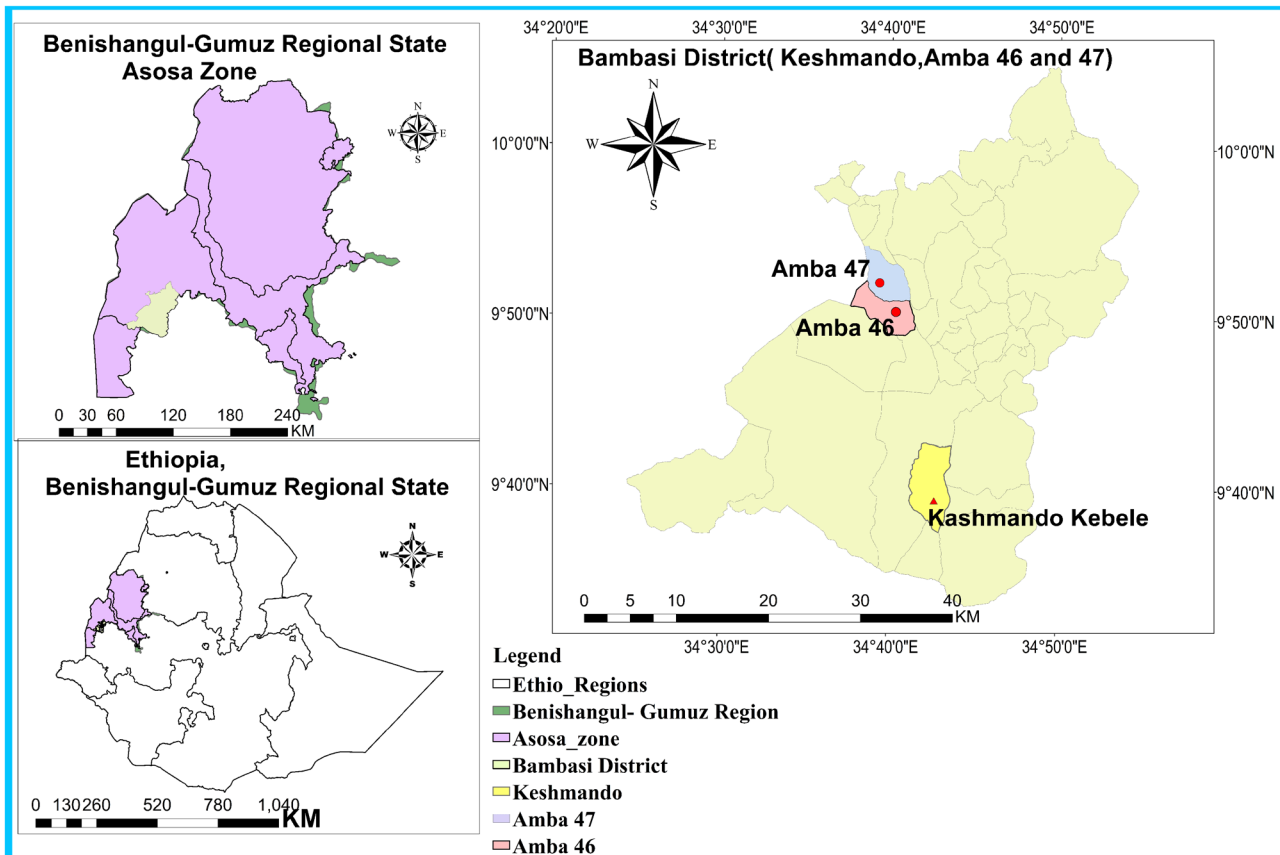 Benishangul-Gumuz Regional State
Asosa Zone
N
W
E
S
0 30 60 120 180 240
KM
Ethiopia,
Benishangul-Gumuz Regional State
N
W
E
S
0 130 260 520 780 1,040
KM
34°20'0"E 34°40'0"E 34°50'0"E
Bambasi District( Keshmando,Amba 46 and 47)
N
W
E
S
10°0'0"N
10°0'0"N
Amba 47
9°50'0"N
9°50'0"N
Amba 46
9°40'0"N
9°40'0"N
Kashmando Kebele
0 5 10 20 30 40
KM
34°30'0"E 34°40'0"E 34°50'0"E
Legend
Ethio_Regions
Benishangul- Gumuz Region
Asosa_zone
Bambasi District
Keshmando
Amba 47
Amba 46